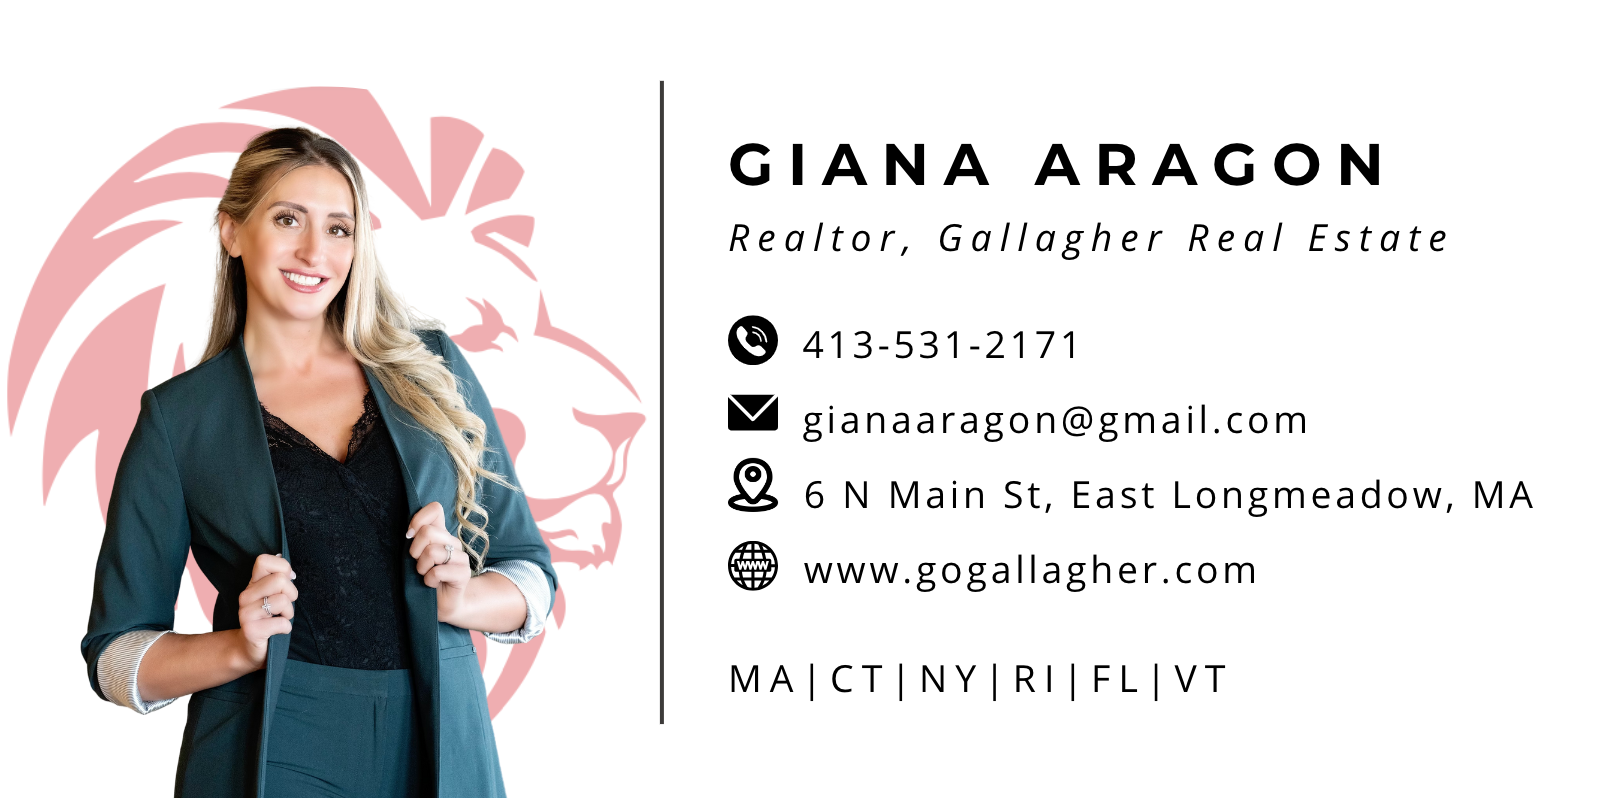 GIANA ARAGON
Realtor, Gallagher Real Estate
413-531-2171
gianaaragon@gmail.com
6 N Main St, East Longmeadow, MA
www.gogallagher.com
WWW
MA|CT|NY|RI|FL|VT